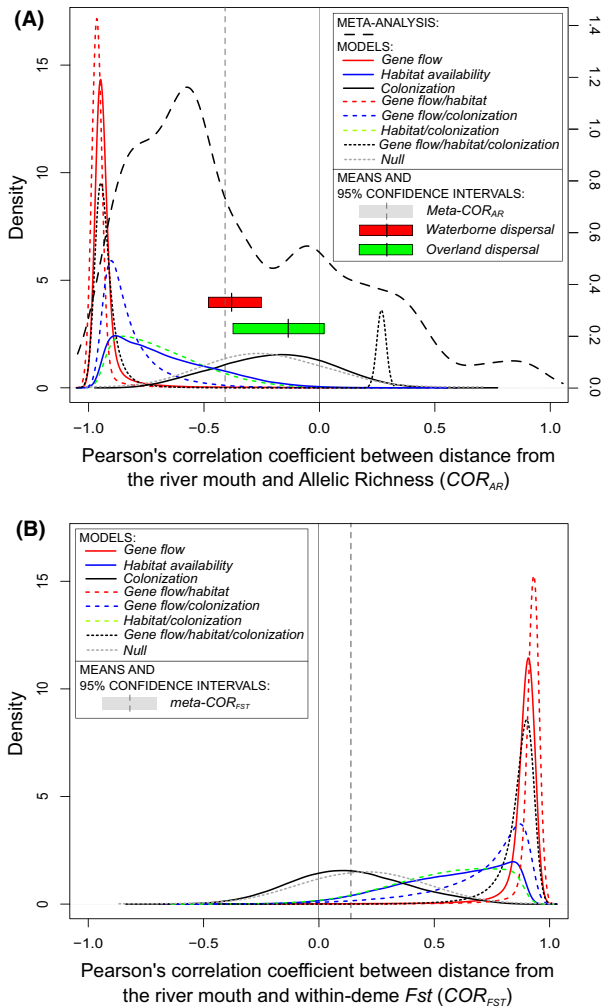 (A)
Density
0 5 10 15
0.0 0.2 0.4 0.6 0.8 1.0 1.2 1.4
META-ANALYSIS:
MODELS:
Gene flow
Habitat availability
Colonization
Gene flow/habitat
Gene flow/colonization
Habitat/colonization
Gene flow/habitat/colonization
Null
MEANS AND
95% CONFIDENCE INTERVALS:
Meta-COR_AR
Waterborne dispersal
Overland dispersal
−1.0 −0.5 0.0 0.5 1.0
Pearson's correlation coefficient between distance from
the river mouth and Allelic Richness (COR_AR)
(B)
Density
0 5 10 15
MODELS:
Gene flow
Habitat availability
Colonization
Gene flow/habitat
Gene flow/colonization
Habitat/colonization
Gene flow/habitat/colonization
Null
MEANS AND
95% CONFIDENCE INTERVALS:
meta-COR_FST
−1.0 −0.5 0.0 0.5 1.0
Pearson's correlation coefficient between distance from
the river mouth and within-deme Fst (COR_FST)